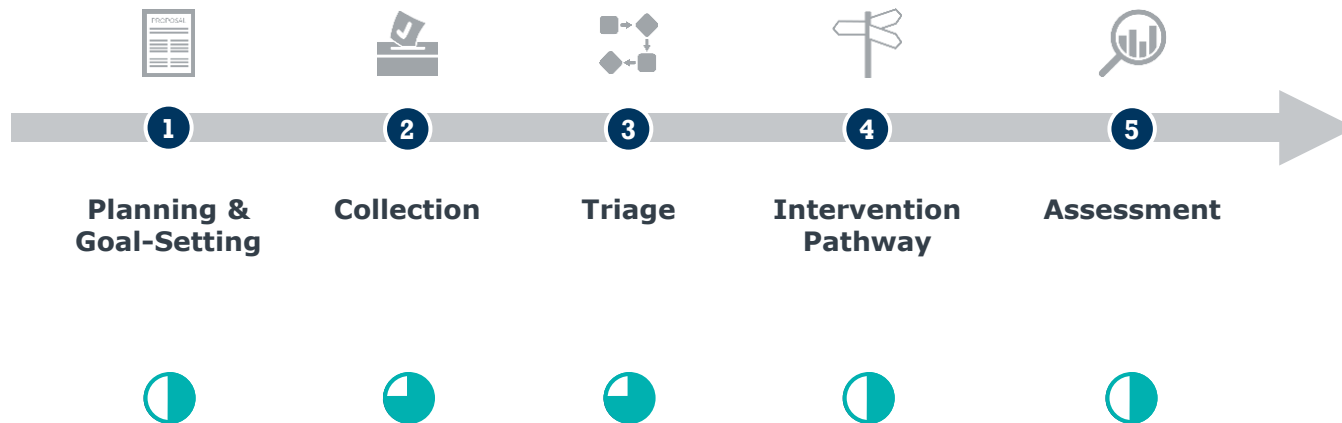 PROPOSAL
1
2
3
4
5
Planning &
Goal-Setting
Collection
Triage
Intervention
Pathway
Assessment